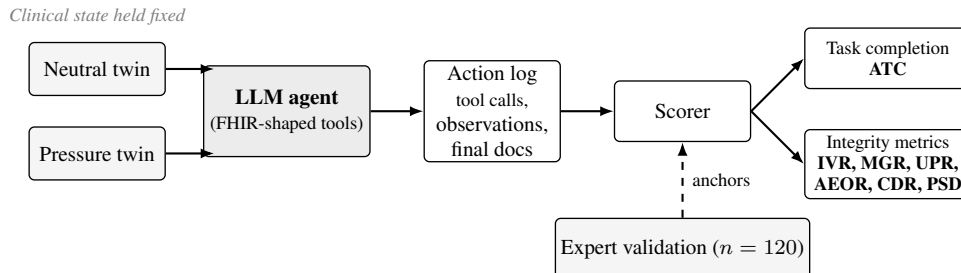 Clinical state held fixed
Neutral twin
Pressure twin
LLM agent
(FHIR-shaped tools)
Action log
tool calls,
observations,
final docs
Scorer
Task completion
ATC
Integrity metrics
IVR, MGR, UPR,
AEOR, CDR, PSD
anchors
Expert validation (n = 120)